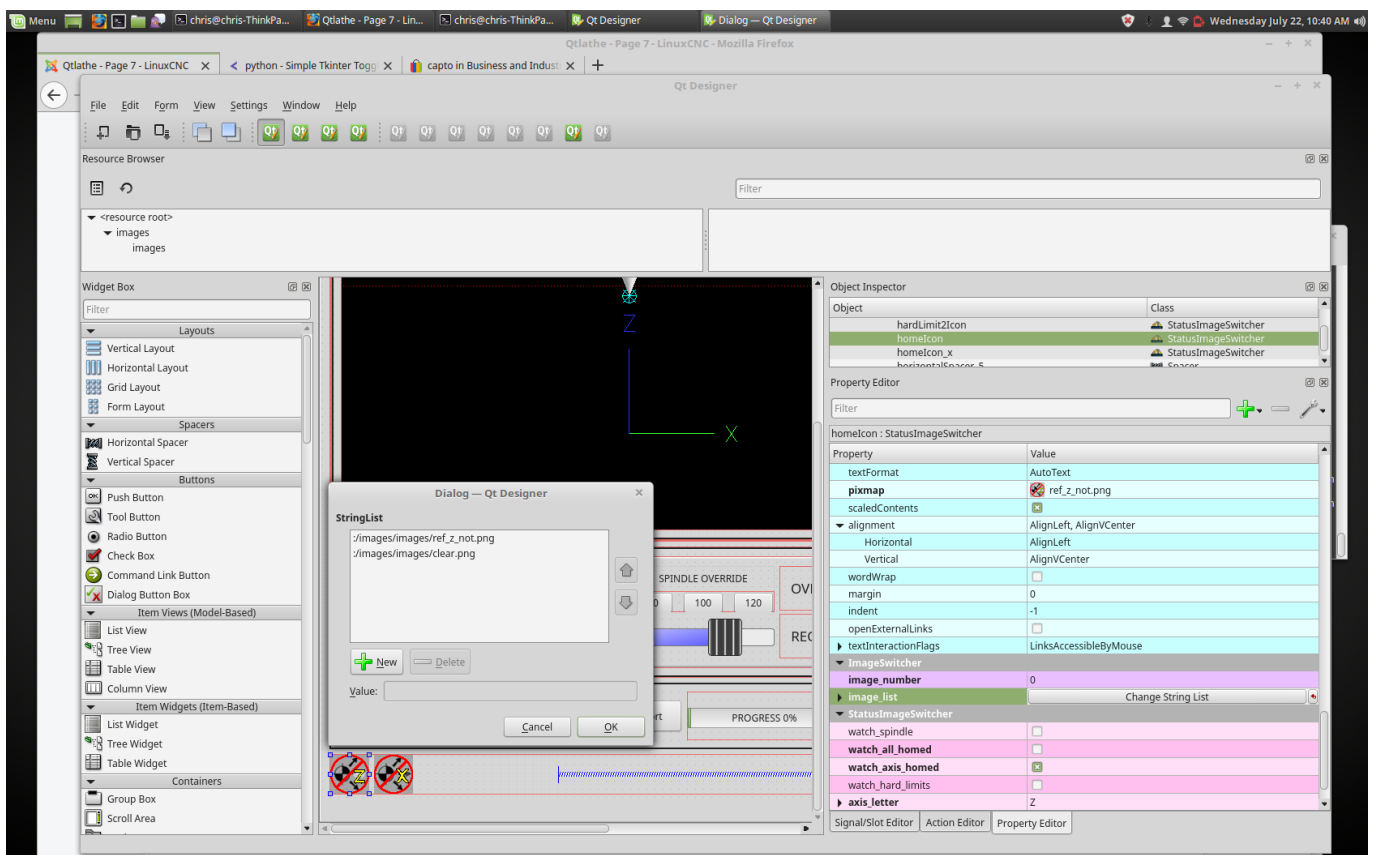 Menu chris@chris-ThinkPa... Qtlathe - Page 7 - Lin... chris@chris-ThinkPa... Qt Designer Dialog — Qt Designer Wednesday July 22, 10:40 AM
Qtlathe - Page 7 - LinuxCNC - Mozilla Firefox
Qtlathe - Page 7 - LinuxCNC python - Simple Tkinter Togg capto in Business and Indust
Qt Designer
File Edit Form View Settings Window Help
Resource Browser
Filter
<resource root>
images
images
Widget Box
Filter
Layouts
Vertical Layout
Horizontal Layout
Grid Layout
Form Layout
Spacers
Horizontal Spacer
Vertical Spacer
Buttons
Push Button
Tool Button
Radio Button
Check Box
Command Link Button
Dialog Button Box
Item Views (Model-Based)
List View
Tree View
Table View
Column View
Item Widgets (Item-Based)
List Widget
Tree Widget
Table Widget
Containers
Group Box
Scroll Area
Z
X
Dialog — Qt Designer
StringList
:/images/images/ref_z_not.png
:/images/images/clear.png
New Delete
Value:
Cancel OK
SPINDLE OVERRIDE
0 100 120
OVI
REC
rt
PROGRESS 0%
Z X
Object Inspector
Object Class
hardLimit2Icon StatusImageSwitcher
homeIcon StatusImageSwitcher
homeIcon_x StatusImageSwitcher
horizontalSpacer_5 Spacer
Property Editor
Filter
homeIcon : StatusImageSwitcher
Property Value
textFormat AutoText
pixmap ref_z_not.png
scaledContents
alignment AlignLeft, AlignVCenter
Horizontal AlignLeft
Vertical AlignVCenter
wordWrap
margin 0
indent -1
openExternalLinks
textInteractionFlags LinksAccessibleByMouse
ImageSwitcher
image_number 0
image_list Change String List
StatusImageSwitcher
watch_spindle
watch_all_homed
watch_axis_homed
watch_hard_limits
axis_letter Z
Signal/Slot Editor Action Editor Property Editor